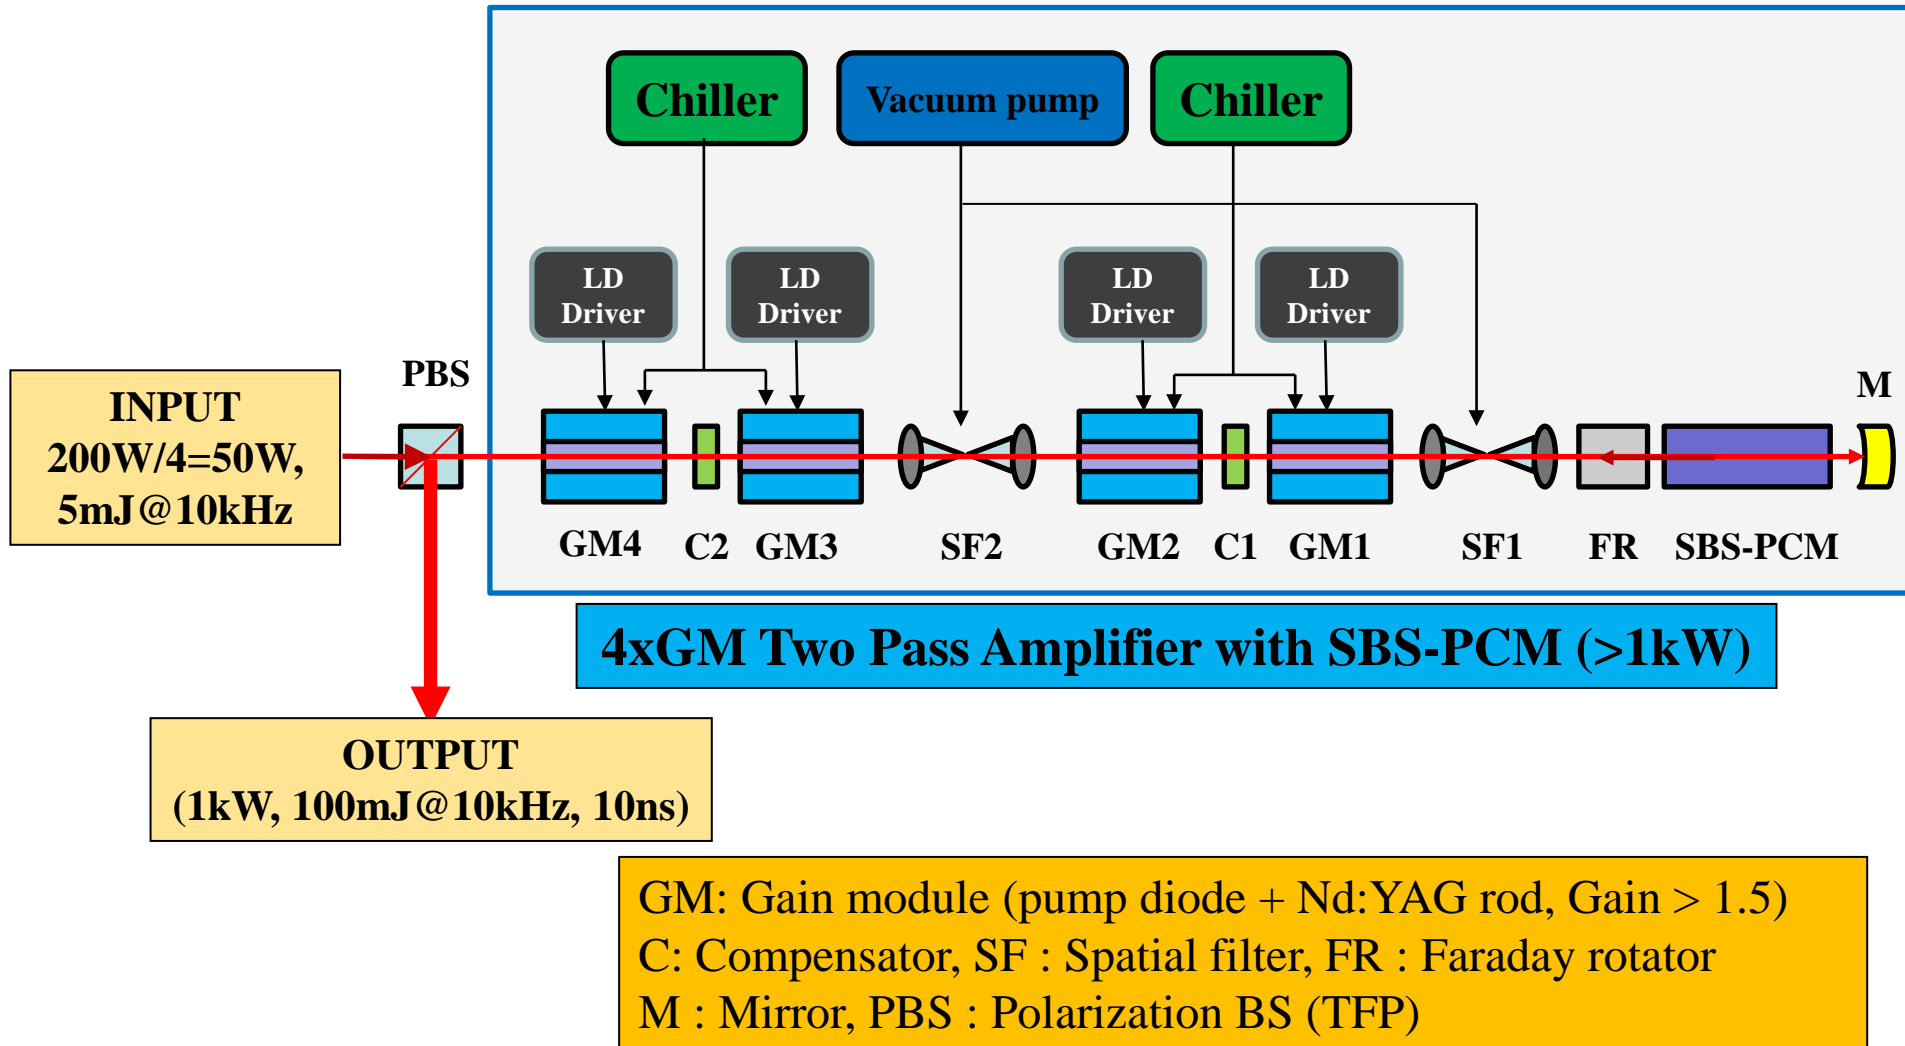 Chiller
Vacuum pump
Chiller
LD
Driver
LD
Driver
LD
Driver
LD
Driver
PBS
M
INPUT
200W/4=50W,
5mJ@10kHz
GM4
C2
GM3
SF2
GM2
C1
GM1
SF1
FR
SBS-PCM
4xGM Two Pass Amplifier with SBS-PCM (>1kW)
OUTPUT
(1kW, 100mJ@10kHz, 10ns)
GM: Gain module (pump diode + Nd:YAG rod, Gain > 1.5)
C: Compensator, SF : Spatial filter, FR : Faraday rotator
M : Mirror, PBS : Polarization BS (TFP)